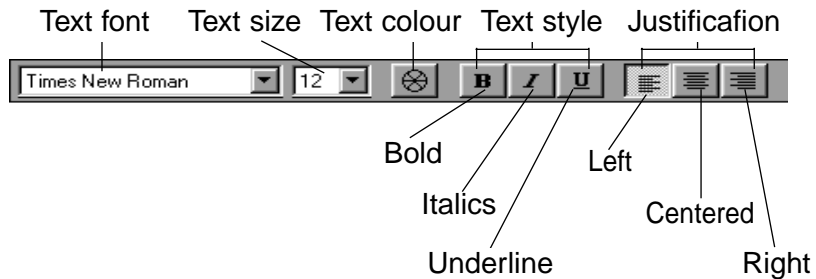 Text font Text size Text colour Text style Justificafion
Times New Roman 12 B I U
Bold
Left
Italics
Centered
Underline
Right